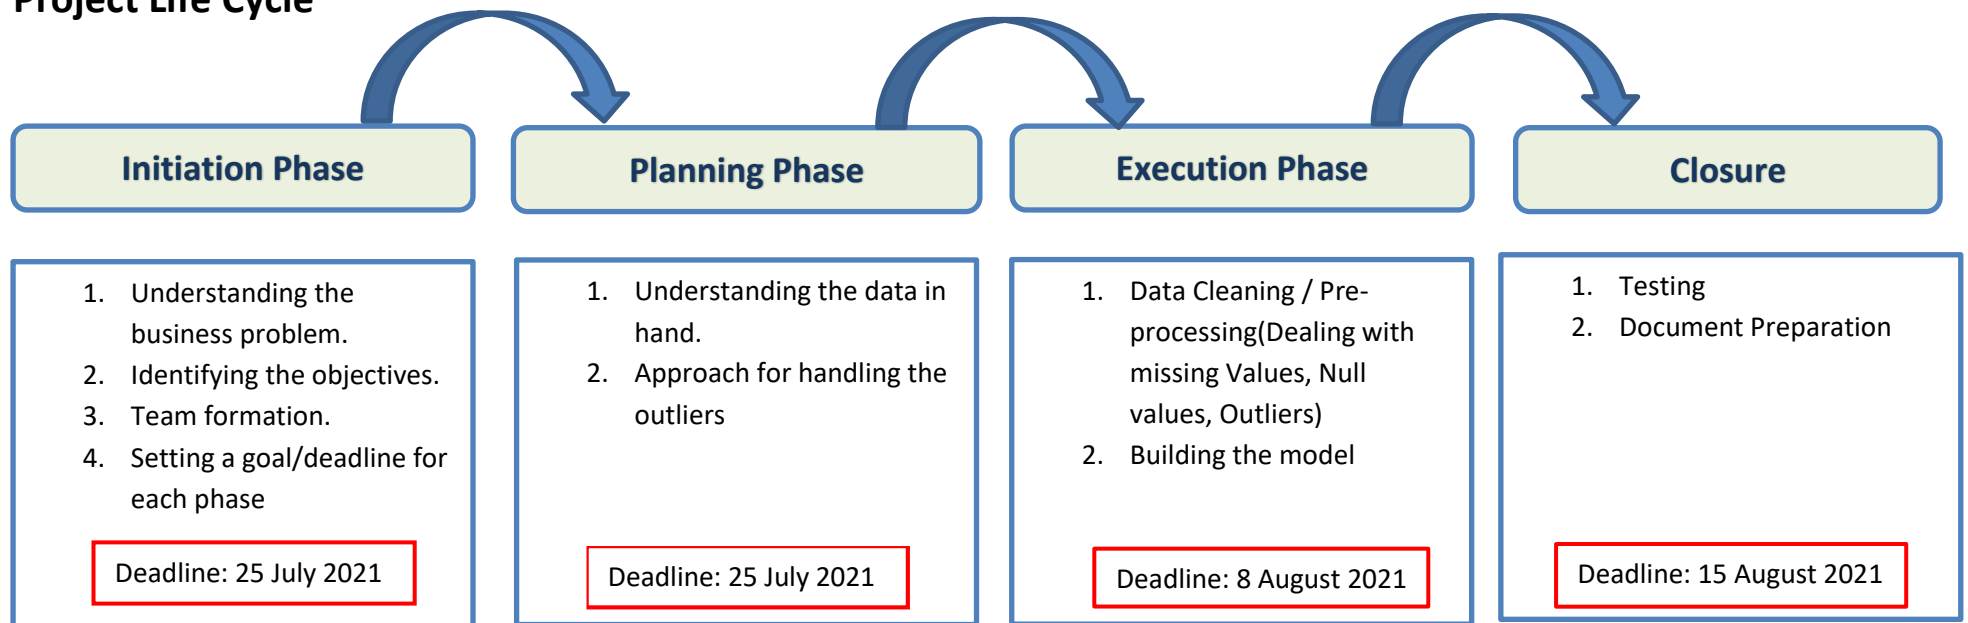 Project Life Cycle
Initiation Phase
Planning Phase
Execution Phase
Closure
1. Understanding the
business problem.
2. Identifying the objectives.
3. Team formation.
4. Setting a goal/deadline for
each phase
Deadline: 25 July 2021
1. Understanding the data in
hand.
2. Approach for handling the
outliers
Deadline: 25 July 2021
1. Data Cleaning / Pre-
processing(Dealing with
missing Values, Null
values, Outliers)
2. Building the model
Deadline: 8 August 2021
1. Testing
2. Document Preparation
Deadline: 15 August 2021